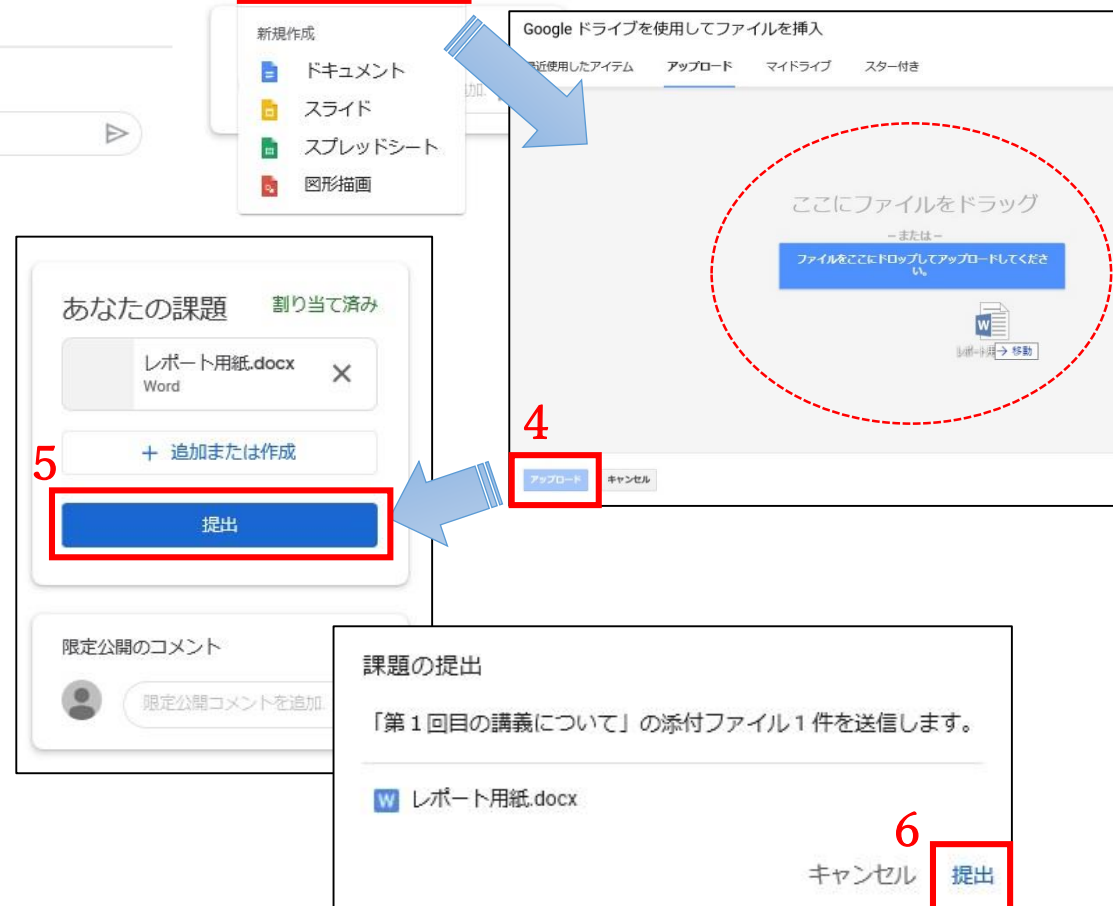 新規作成
ドキュメント
スライド
スプレッドシート
図形描画
Google ドライブを使用してファイルを挿入
近使用したアイテム アップロード マイドライブ スター付き
ここにファイルをドラッグ
– または –
ファイルをここにドロップしてアップロードしてくださ
い。
W
→ 移動
4
アップロード キャンセル
あなたの課題 割り当て済み
レポート用紙.docx
Word
+ 追加または作成
5
提出
限定公開のコメント
限定公開コメントを追加
課題の提出
「第１回目の講義について」の添付ファイル 1 件を送信します。
W レポート用紙.docx
6
キャンセル 提出